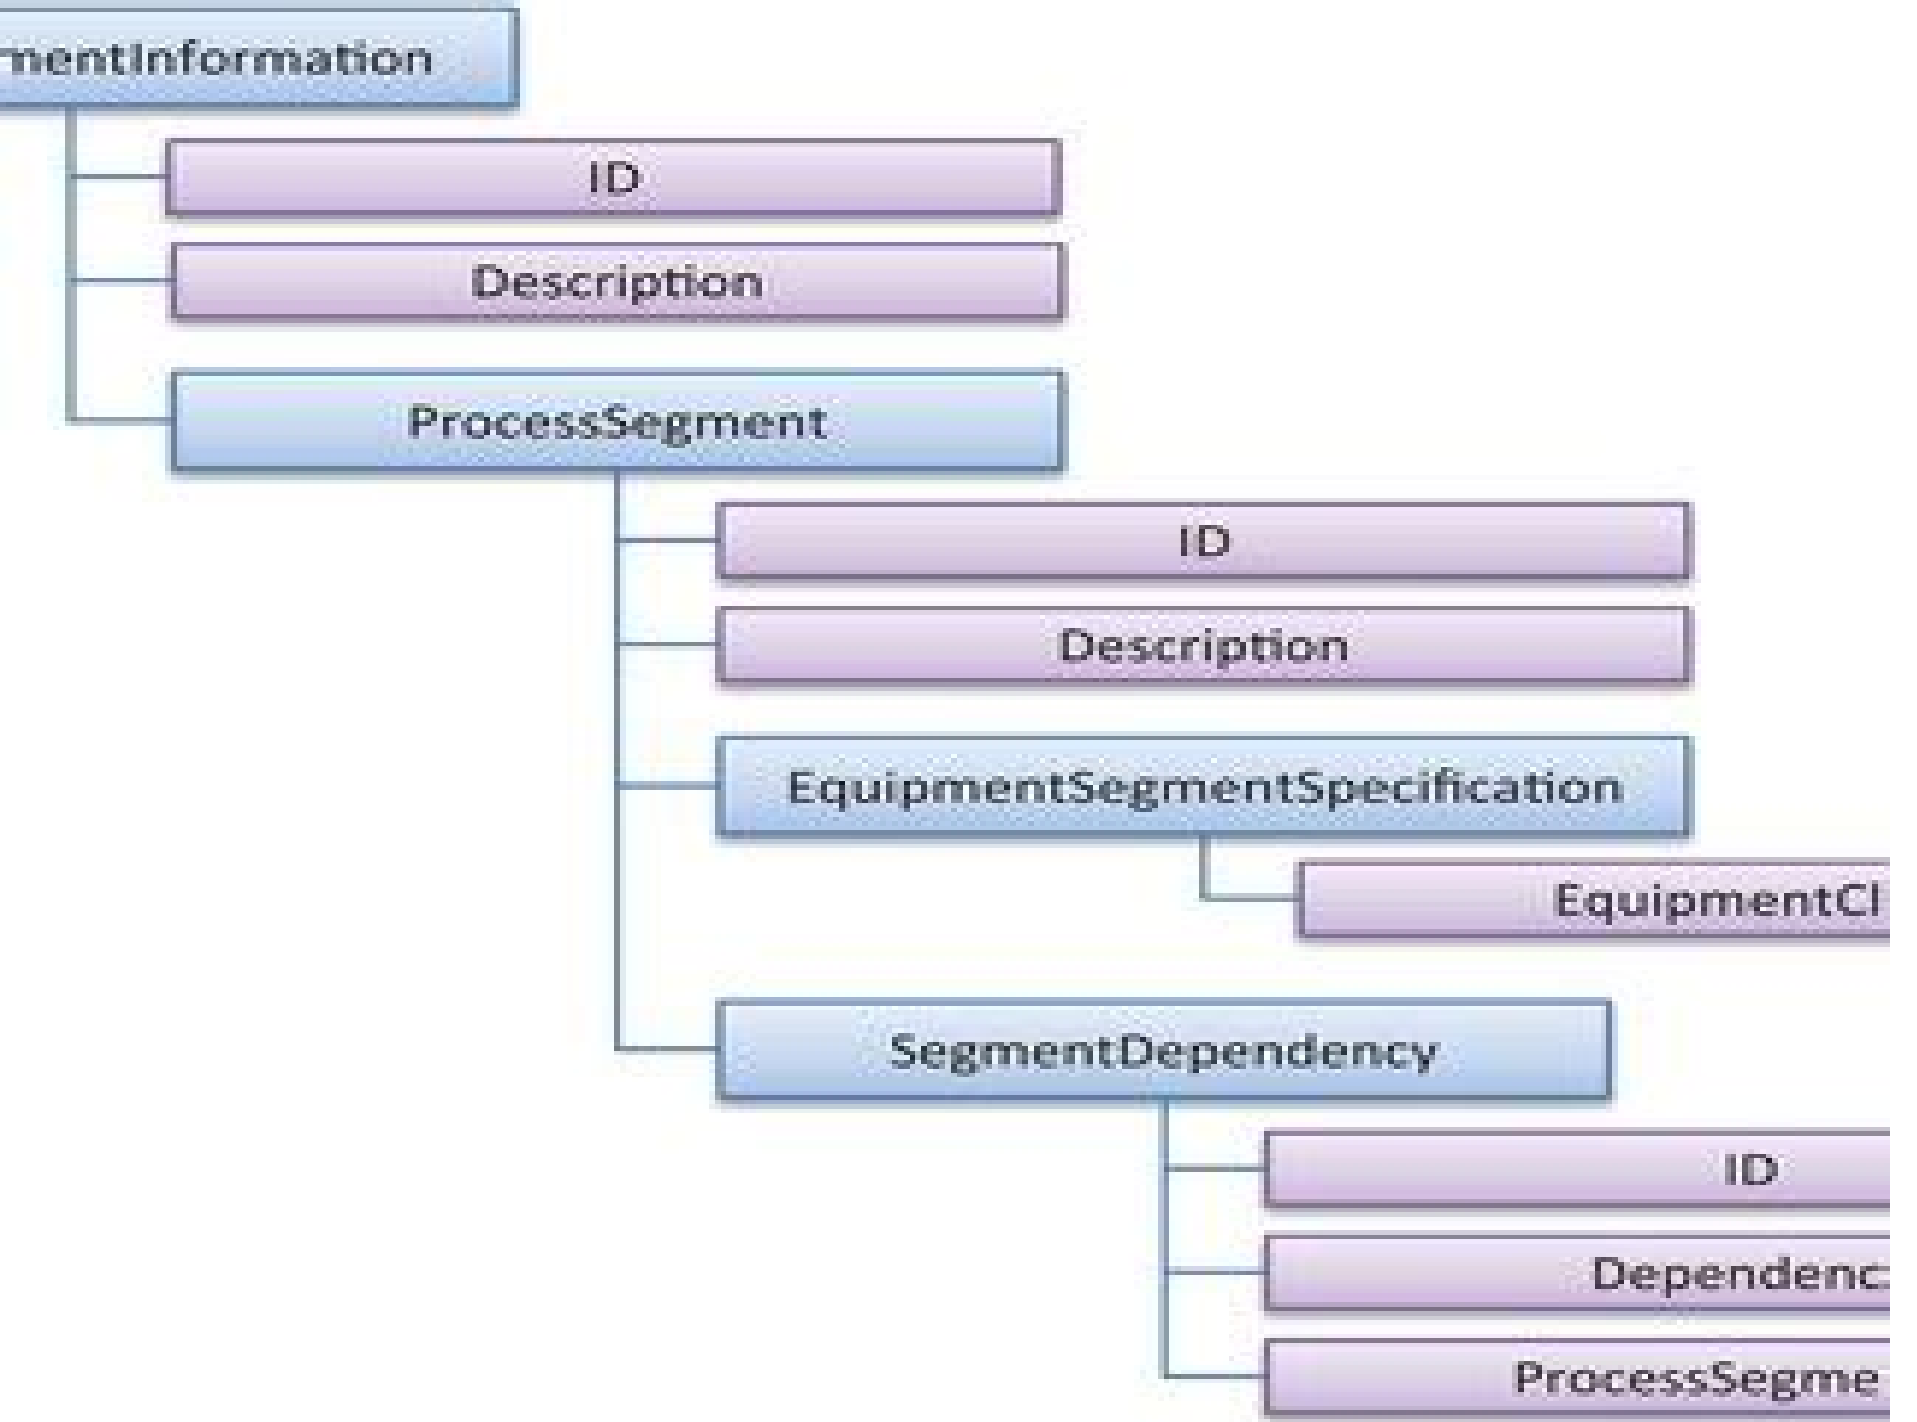 mentInformation
ID
Description
ProcessSegment
ID
Description
EquipmentSegmentSpecification
EquipmentCl
SegmentDependency
ID
Dependenc
ProcessSegme